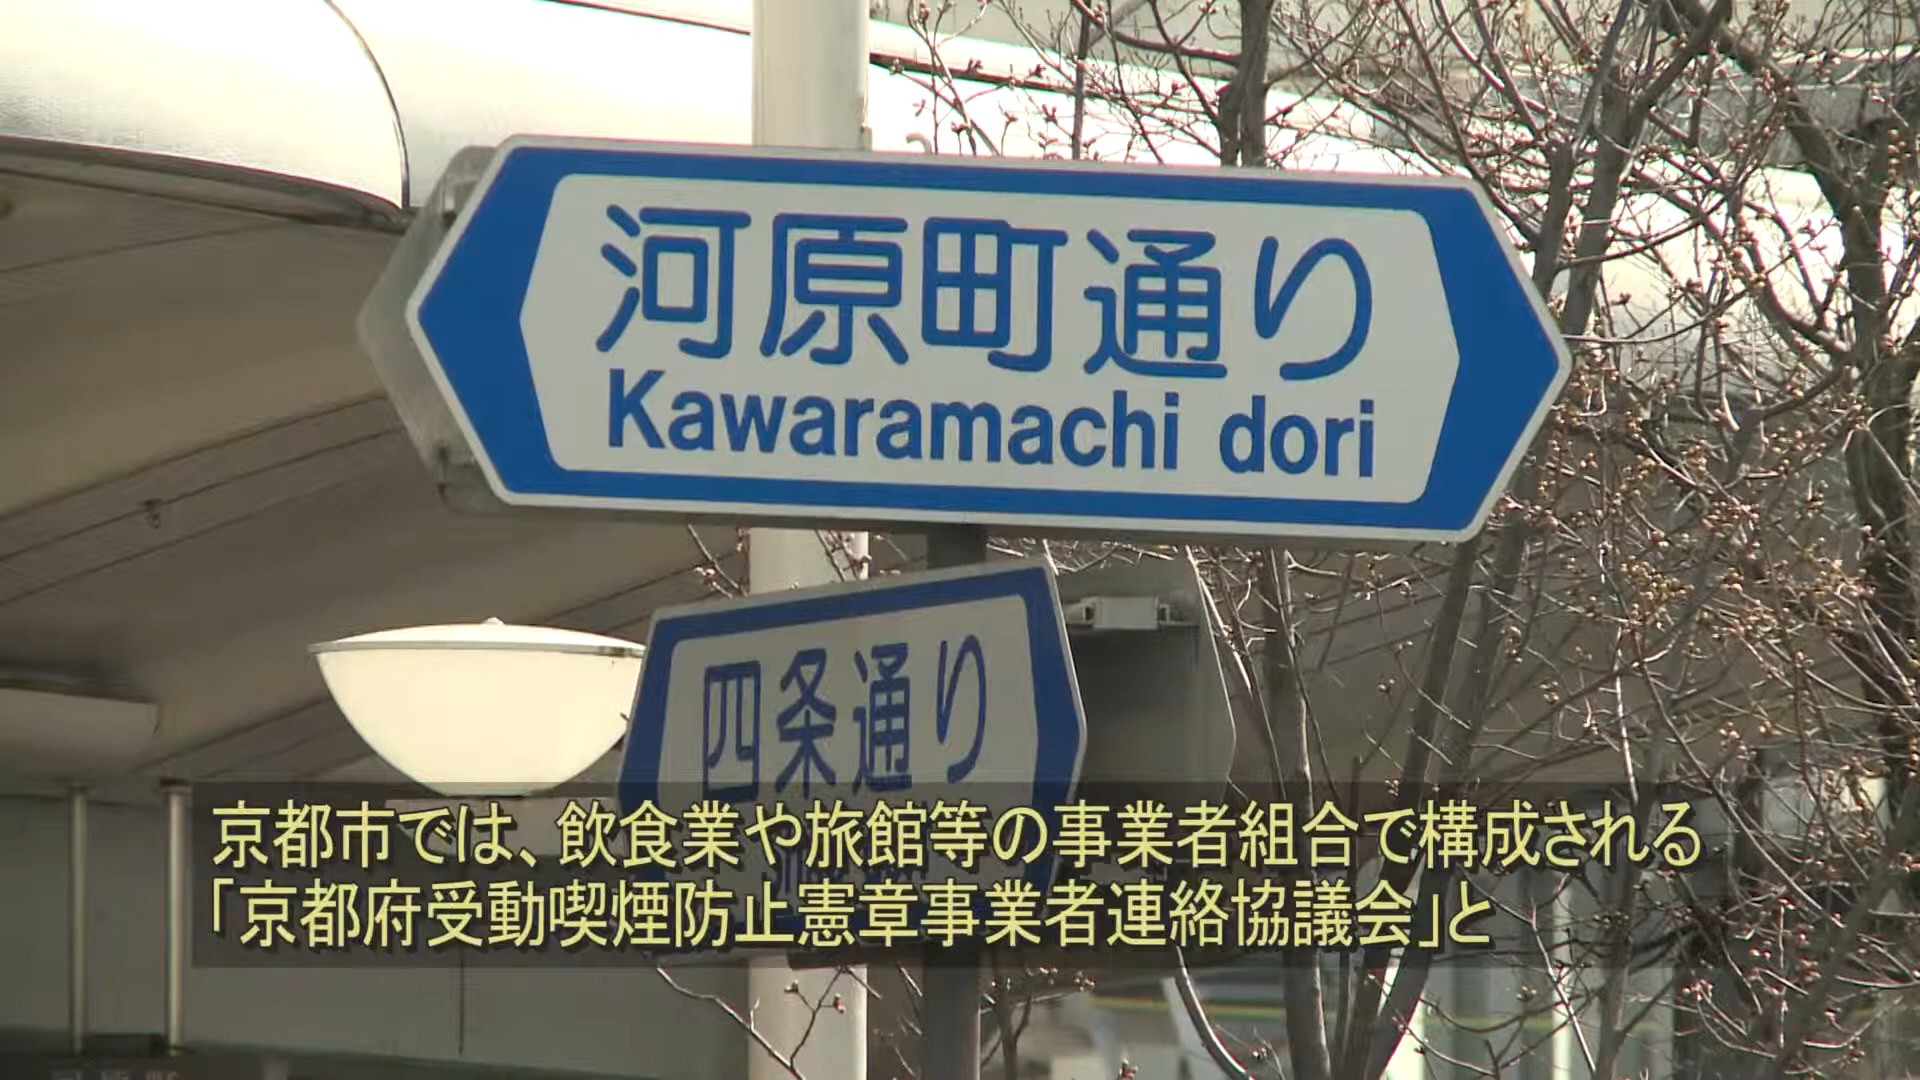 河原町通り
Kawaramachi dori
四条通り
京都市では、飲食業や旅館等の事業者組合で構成される
「京都府受動喫煙防止憲章事業者連絡協議会」と